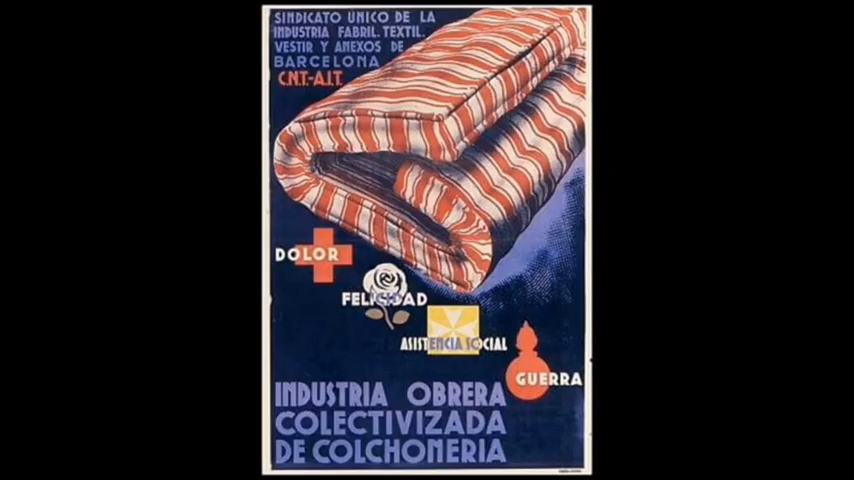 SINDICATO UNICO DE LA
INDUSTRIA FABRIL. TEXTIL.
VESTIR Y ANEXOS DE
BARCELONA
C.N.T.-A.I.T.
DOLOR
FELICIDAD
ASISTENCIA SOCIAL
GUERRA
INDUSTRIA OBRERA
COLECTIVIZADA
DE COLCHONERIA